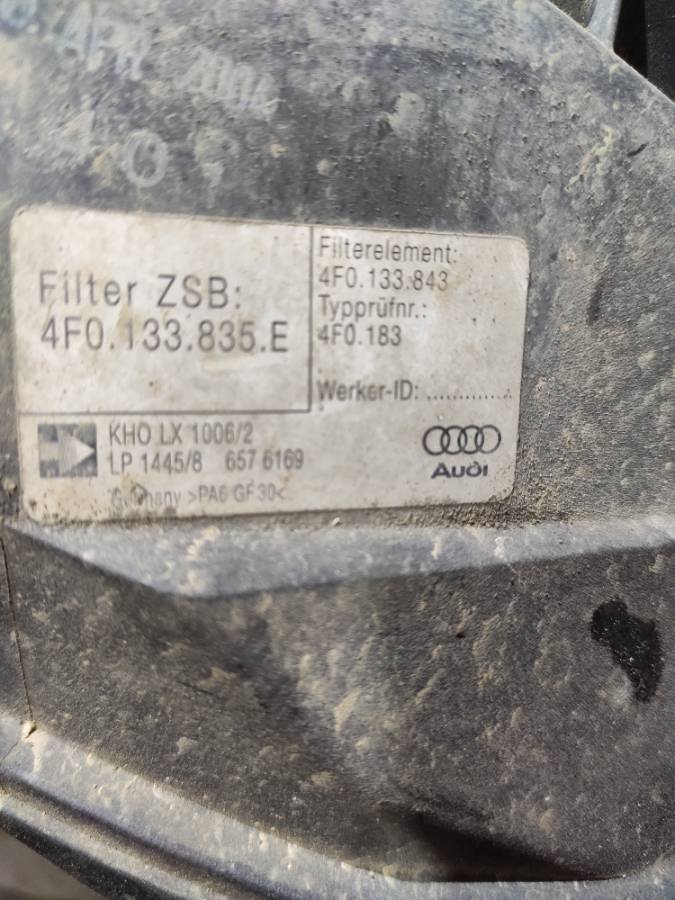 Filter ZSB:
4F0.133.835.E
Filterelement:
4F0.133.843
Typprüfnr.:
4F0.183
Werker-ID: .............
KHO LX 1006/2
LP 1445/8 657 6169
Germany >PA6 GF30<
Audi